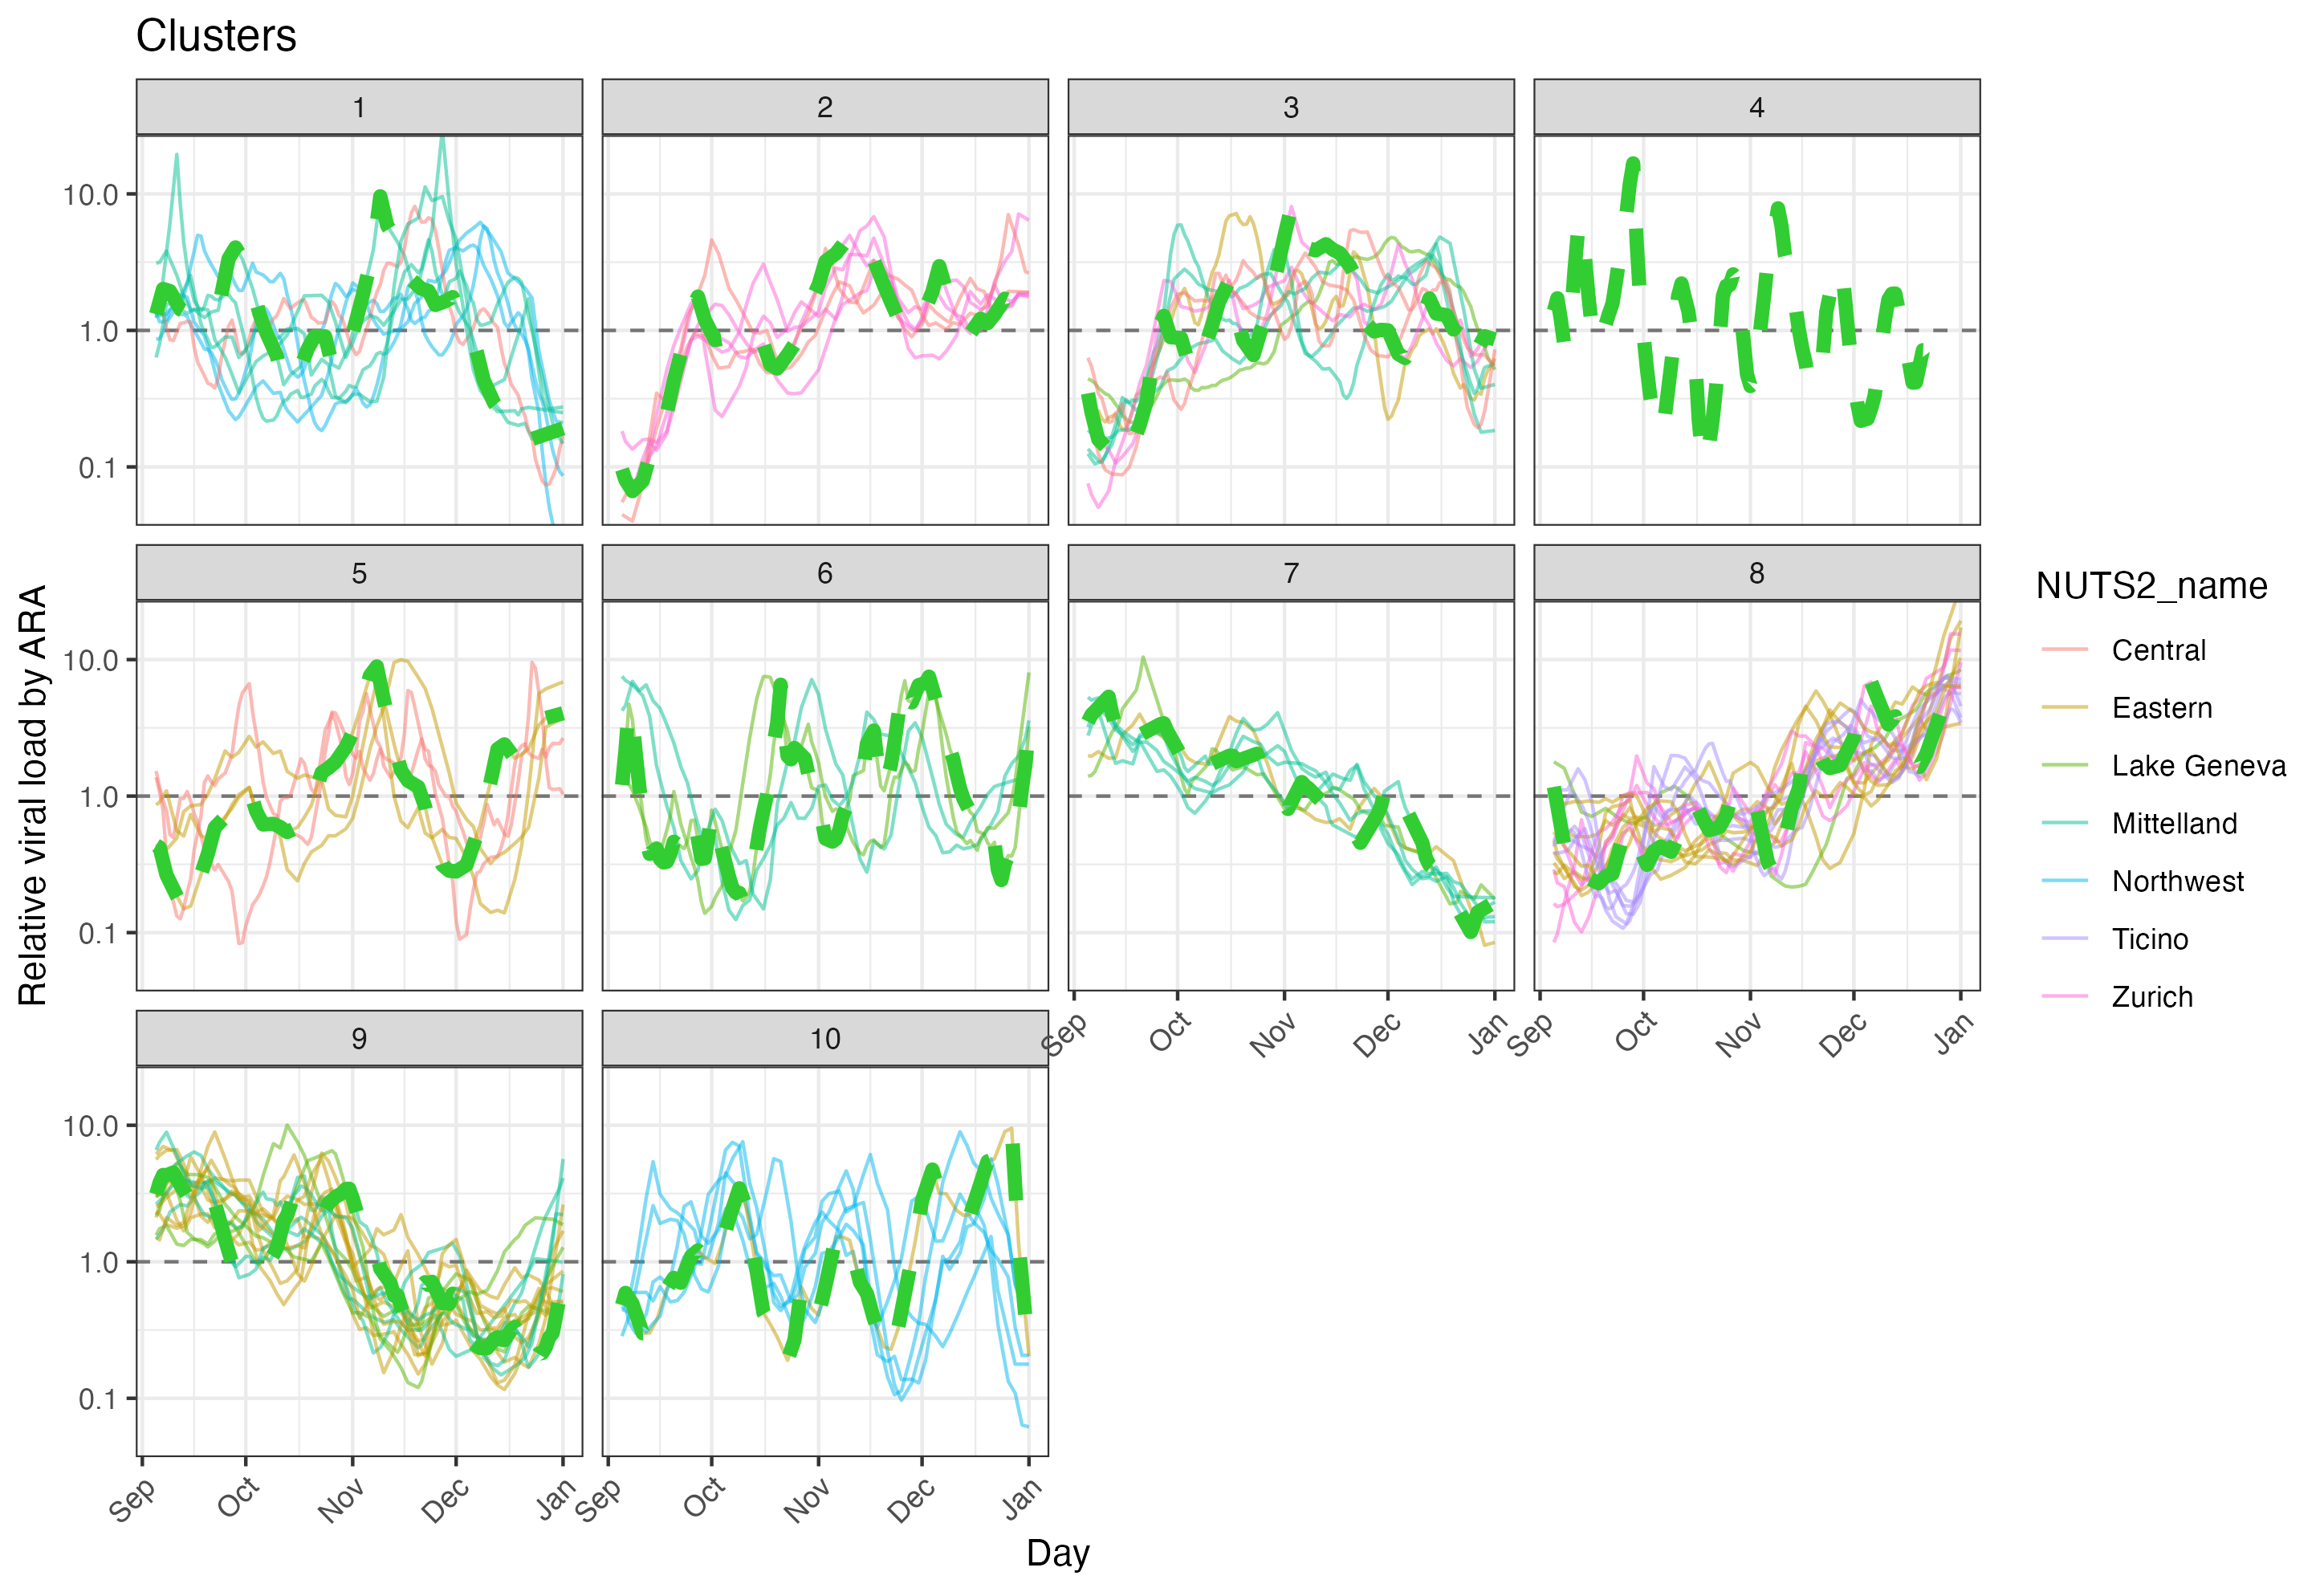 Clusters
1 2 3 4
10.0
1.0
0.1
5 6 7 8
10.0
1.0
0.1
Sep Oct Nov Dec Jan Sep Oct Nov Dec Jan
9 10
10.0
1.0
0.1
Sep Oct Nov Dec Jan Sep Oct Nov Dec Jan
Day
Relative viral load by ARA
NUTS2_name
Central
Eastern
Lake Geneva
Mittelland
Northwest
Ticino
Zurich